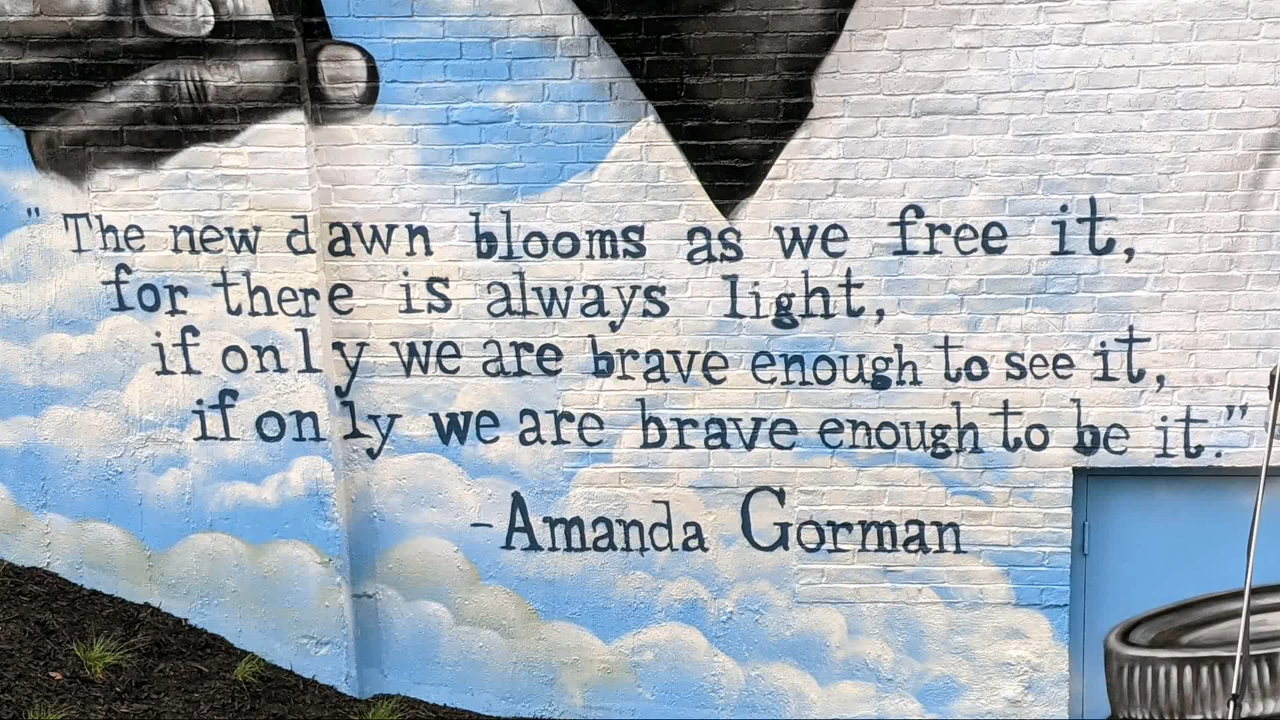 "The new dawn blooms as we free it,
for there is always light,
if only we are brave enough to see it,
if only we are brave enough to be it."
-Amanda Gorman